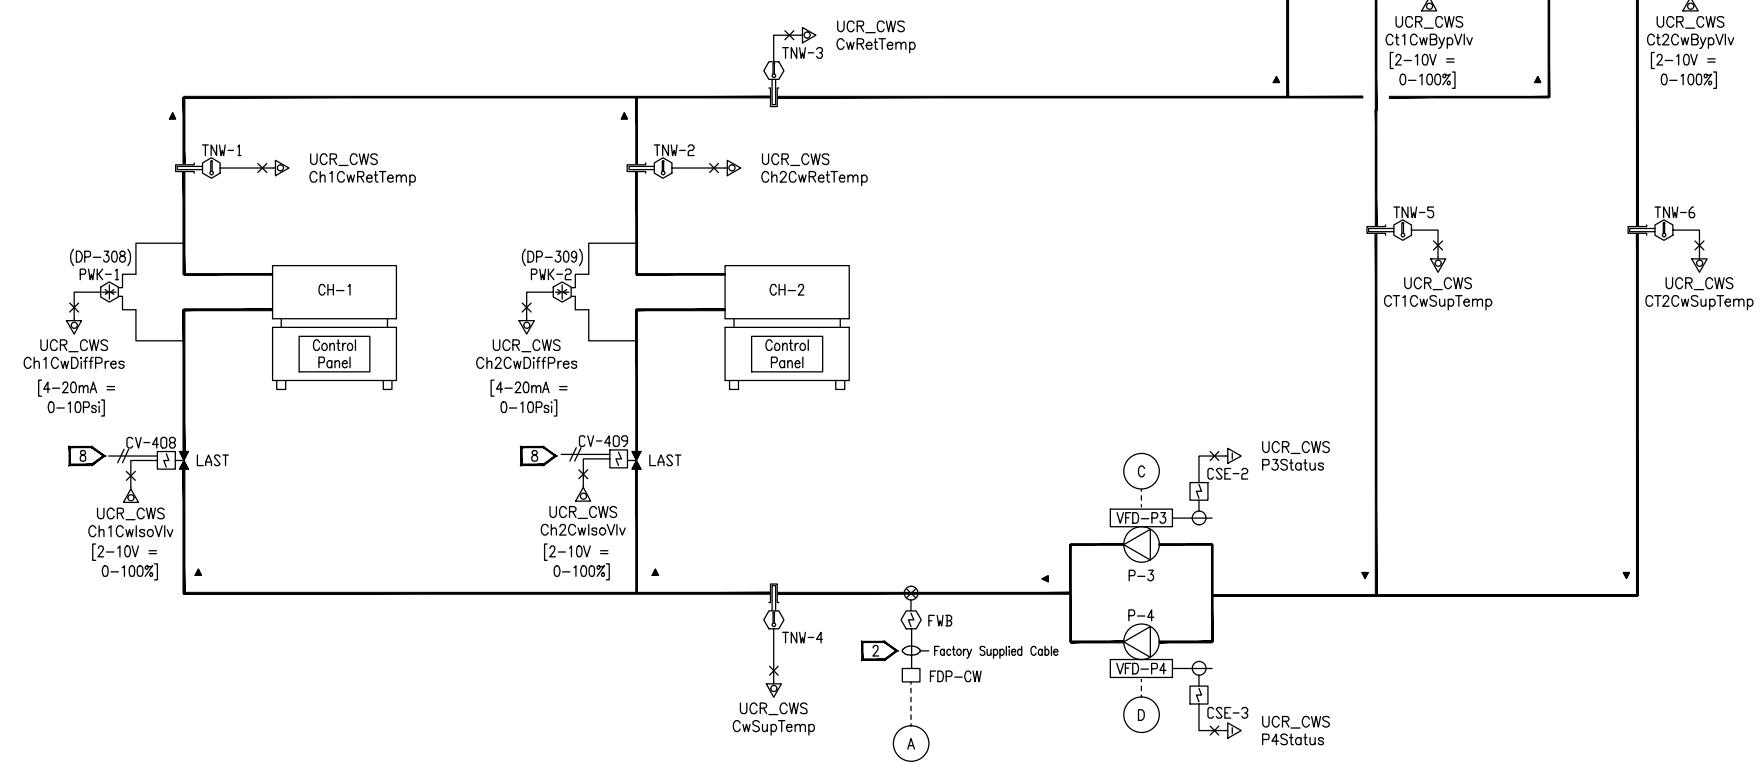 UCR_CWS
CwRetTemp
TNW-3
UCR_CWS
Ct1CwBypVlv
[2-10V =
0-100%]
UCR_CWS
Ct2CwBypVlv
[2-10V =
0-100%]
TNW-1
UCR_CWS
Ch1CwRetTemp
TNW-2
UCR_CWS
Ch2CwRetTemp
TNW-5
UCR_CWS
CT1CwSupTemp
TNW-6
UCR_CWS
CT2CwSupTemp
(DP-308)
PWK-1
CH-1
Control
Panel
UCR_CWS
Ch1CwDiffPres
[4-20mA =
0-10Psi]
(DP-309)
PWK-2
CH-2
Control
Panel
UCR_CWS
Ch2CwDiffPres
[4-20mA =
0-10Psi]
8
CV-408
LAST
UCR_CWS
Ch1CwIsoVlv
[2-10V =
0-100%]
8
CV-409
LAST
UCR_CWS
Ch2CwIsoVlv
[2-10V =
0-100%]
C
UCR_CWS
P3Status
CSE-2
VFD-P3
P-3
P-4
VFD-P4
CSE-3
D
UCR_CWS
P4Status
TNW-4
UCR_CWS
CwSupTemp
FWB
2
Factory Supplied Cable
FDP-CW
A